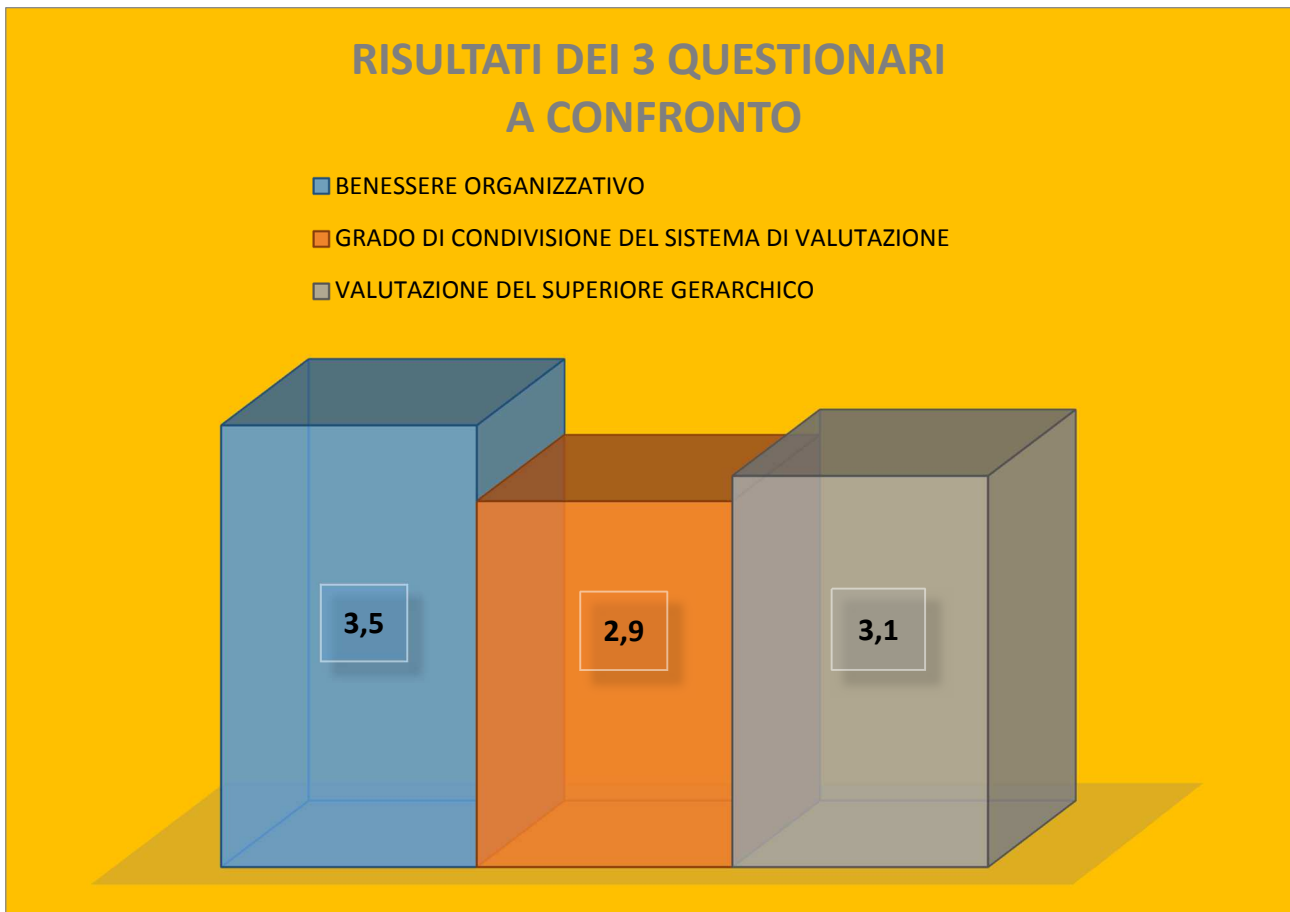 RISULTATI DEI 3 QUESTIONARI
A CONFRONTO
BENESSERE ORGANIZZATIVO
GRADO DI CONDIVISIONE DEL SISTEMA DI VALUTAZIONE
VALUTAZIONE DEL SUPERIORE GERARCHICO
3,5
2,9
3,1